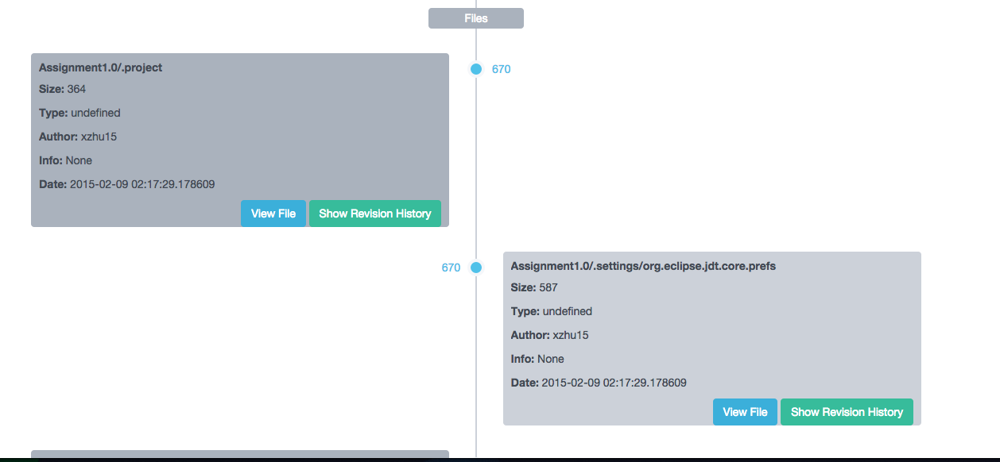 Files
Assignment1.0/.project
670
Size: 364
Type: undefined
Author: xzhu15
Info: None
Date: 2015-02-09 02:17:29.178609
View File
Show Revision History
670
Assignment1.0/.settings/org.eclipse.jdt.core.prefs
Size: 587
Type: undefined
Author: xzhu15
Info: None
Date: 2015-02-09 02:17:29.178609
View File
Show Revision History